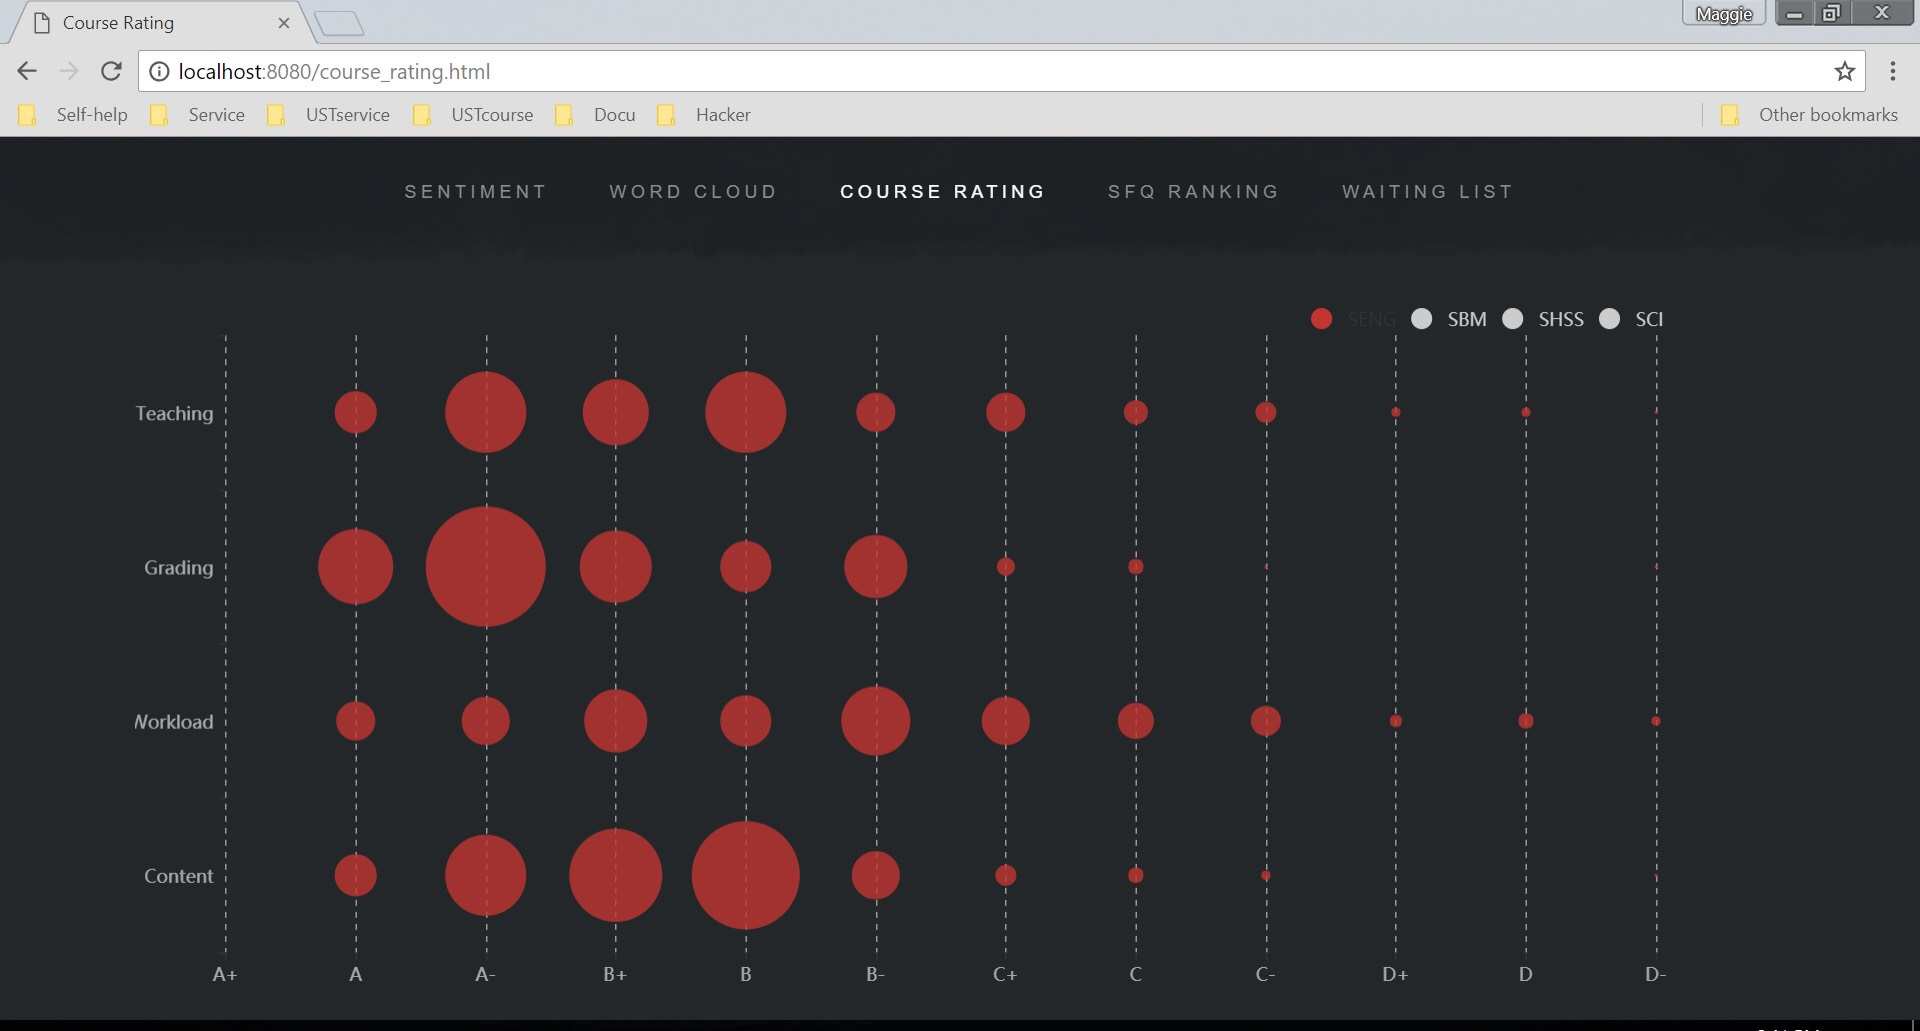 Course Rating
Maggie
localhost:8080/course_rating.html
Self-help Service USTservice USTcourse Docu Hacker Other bookmarks
SENTIMENT WORD CLOUD COURSE RATING SFQ RANKING WAITING LIST
SENG SBM SHSS SCI
Teaching
Grading
Workload
Content
A+ A A- B+ B B- C+ C C- D+ D D-